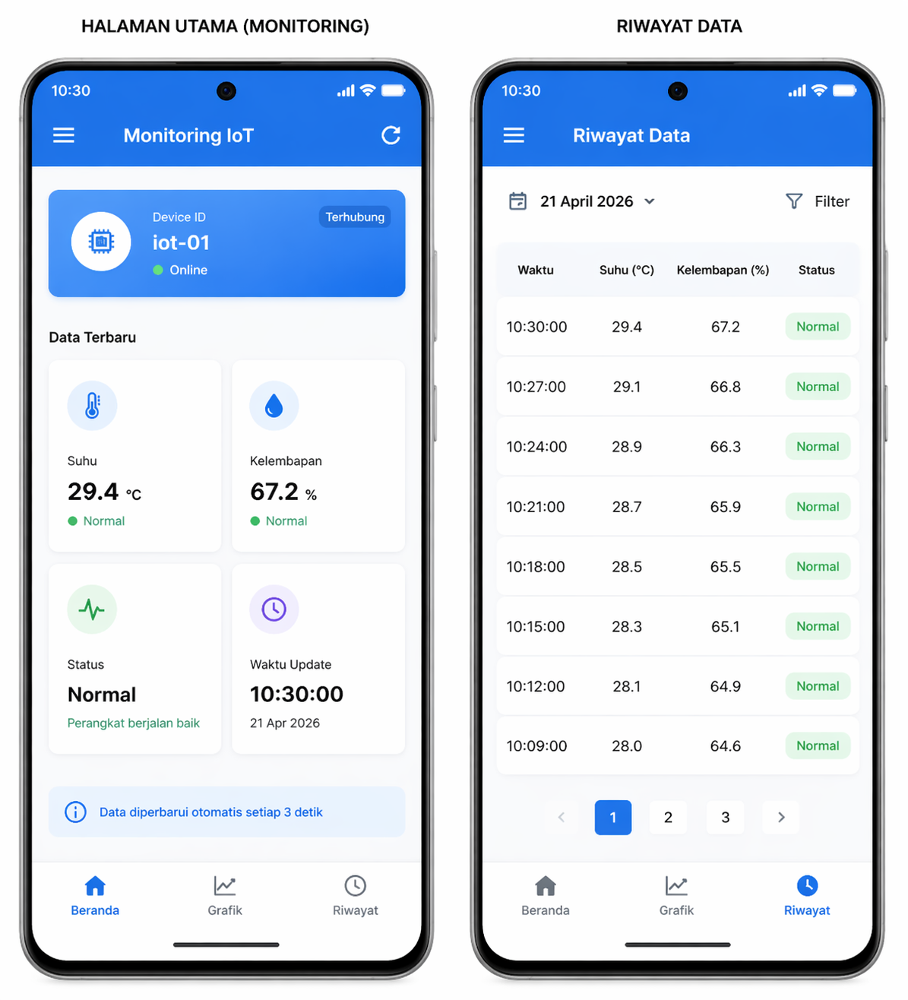 HALAMAN UTAMA (MONITORING)
10:30
Monitoring IoT
Device ID
Terhubung
iot-01
Online
Data Terbaru
Suhu
29.4 °C
Normal
Kelembapan
67.2 %
Normal
Status
Normal
Perangkat berjalan baik
Waktu Update
10:30:00
21 Apr 2026
Data diperbarui otomatis setiap 3 detik
Beranda Grafik Riwayat
RIWAYAT DATA
10:30
Riwayat Data
21 April 2026 Filter
Waktu Suhu (°C) Kelembapan (%) Status
10:30:00 29.4 67.2 Normal
10:27:00 29.1 66.8 Normal
10:24:00 28.9 66.3 Normal
10:21:00 28.7 65.9 Normal
10:18:00 28.5 65.5 Normal
10:15:00 28.3 65.1 Normal
10:12:00 28.1 64.9 Normal
10:09:00 28.0 64.6 Normal
1 2 3
Beranda Grafik Riwayat